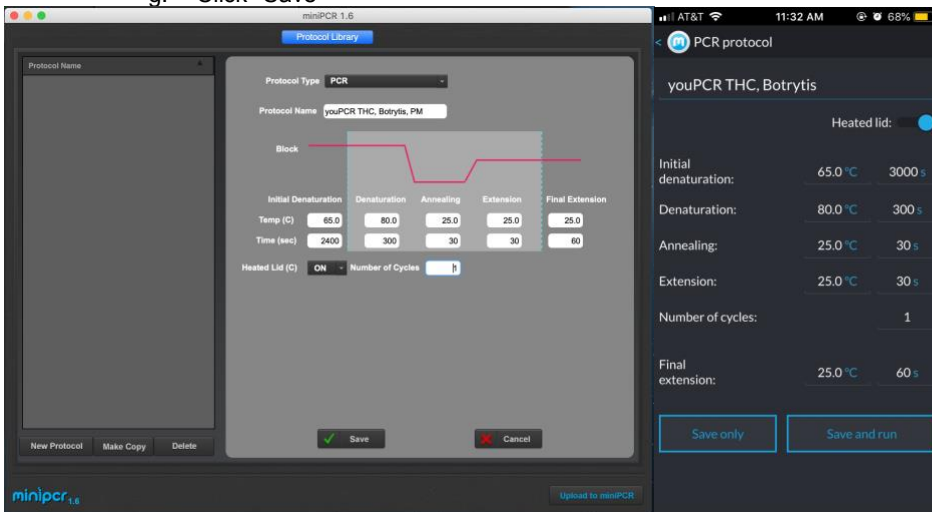 g. Click "Save"
miniPCR 1.6
Protocol Library
Protocol Name
Protocol Type PCR
Protocol Name youPCR THC, Botrytis, PM
Block
Initial Denaturation Denaturation Annealing Extension Final Extension
Temp (C) 65.0 80.0 25.0 25.0 25.0
Time (sec) 2400 300 30 30 60
Heated Lid (C) ON Number of Cycles 1
New Protocol Make Copy Delete
Save Cancel
minipcr 1.6
Upload to miniPCR
AT&T 11:32 AM 68%
< m PCR protocol
youPCR THC, Botrytis
Heated lid:
Initial
denaturation: 65.0 °C 3000 s
Denaturation: 80.0 °C 300 s
Annealing: 25.0 °C 30 s
Extension: 25.0 °C 30 s
Number of cycles: 1
Final
extension: 25.0 °C 60 s
Save only Save and run